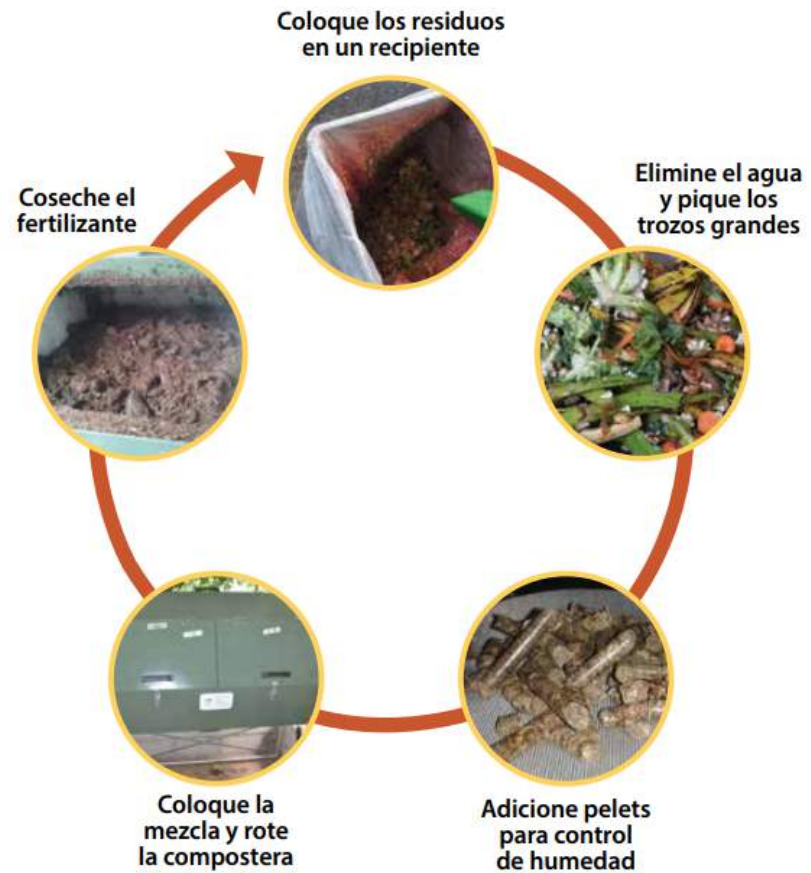 Coloque los residuos
en un recipiente
Elimine el agua
y pique los
trozos grandes
Adicione pelets
para control
de humedad
Coloque la
mezcla y rote
la compostera
Coseche el
fertilizante